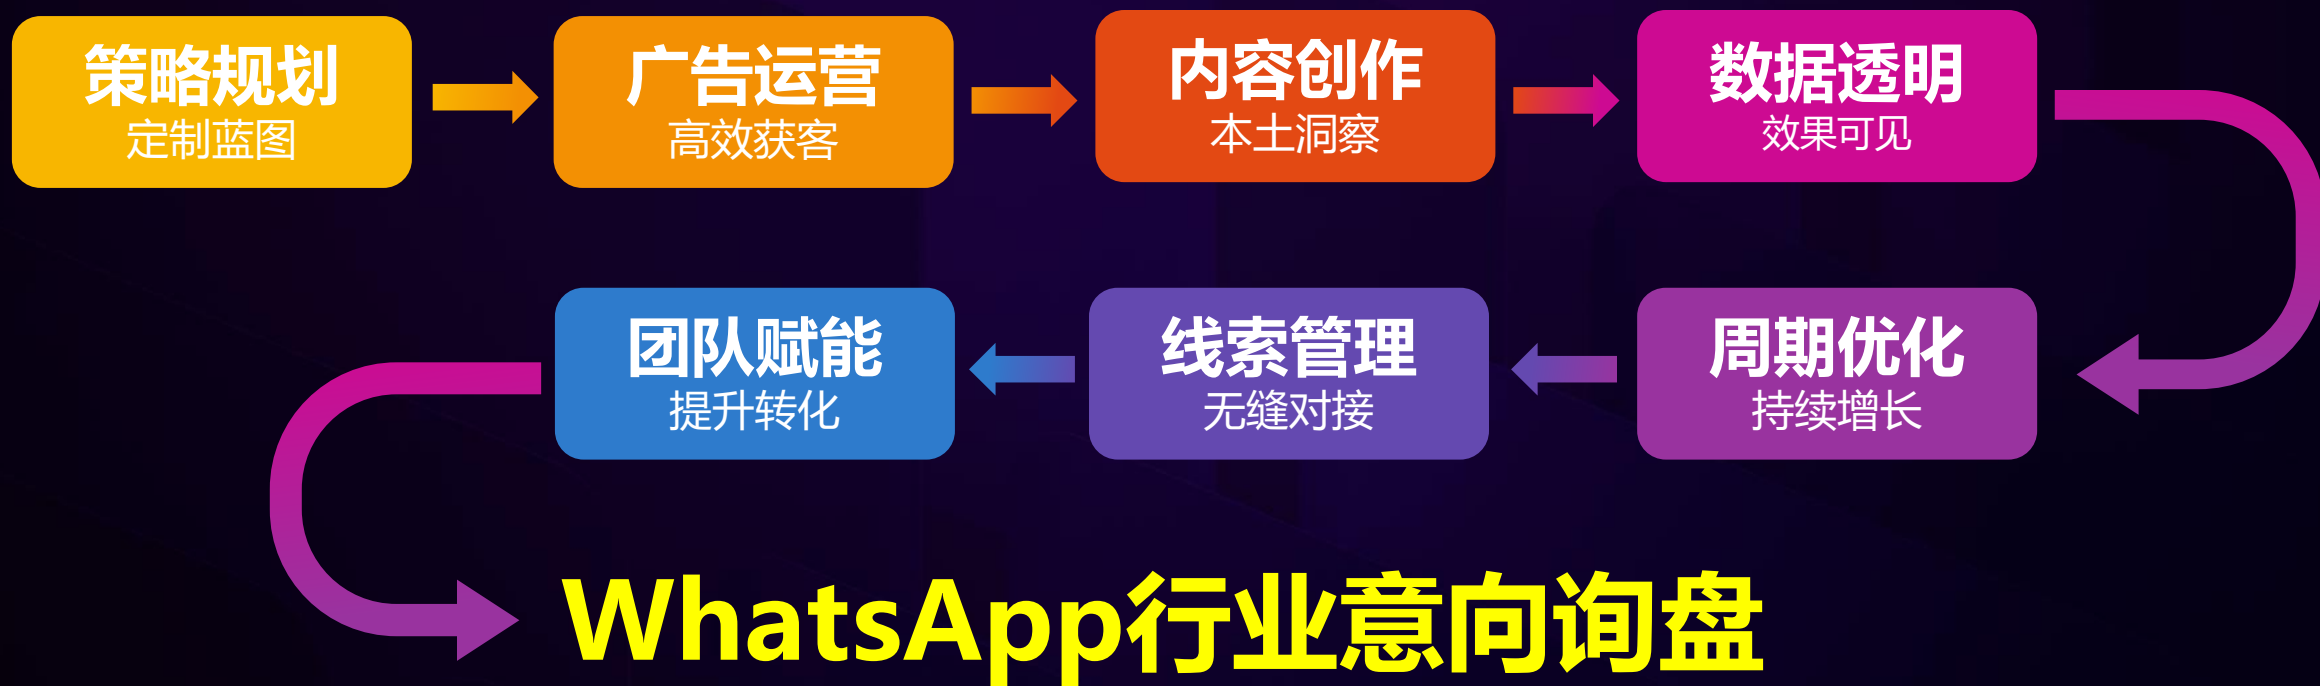 策略规划
定制蓝图
广告运营
高效获客
内容创作
本土洞察
数据透明
效果可见
周期优化
持续增长
线索管理
无缝对接
团队赋能
提升转化
WhatsApp行业意向询盘